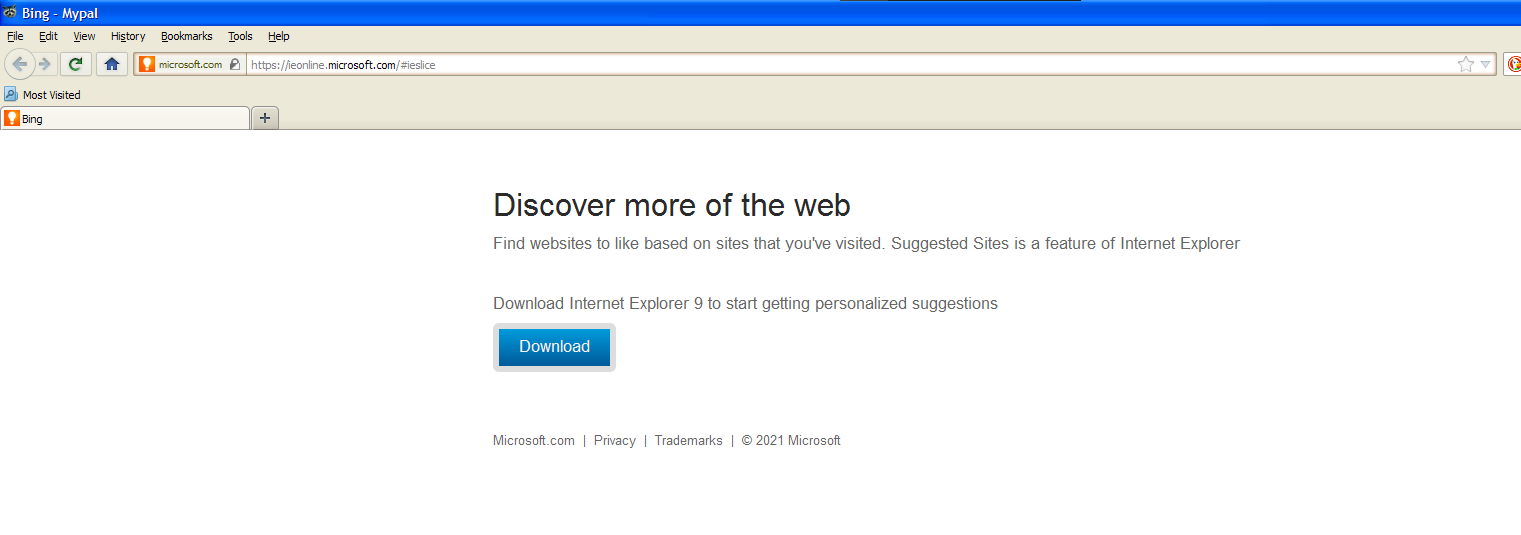 Bing - Mypal
File Edit View History Bookmarks Tools Help
microsoft.com https://ieonline.microsoft.com/#ieslice
Most Visited
Bing
Discover more of the web
Find websites to like based on sites that you've visited. Suggested Sites is a feature of Internet Explorer
Download Internet Explorer 9 to start getting personalized suggestions
Download
Microsoft.com | Privacy | Trademarks | © 2021 Microsoft